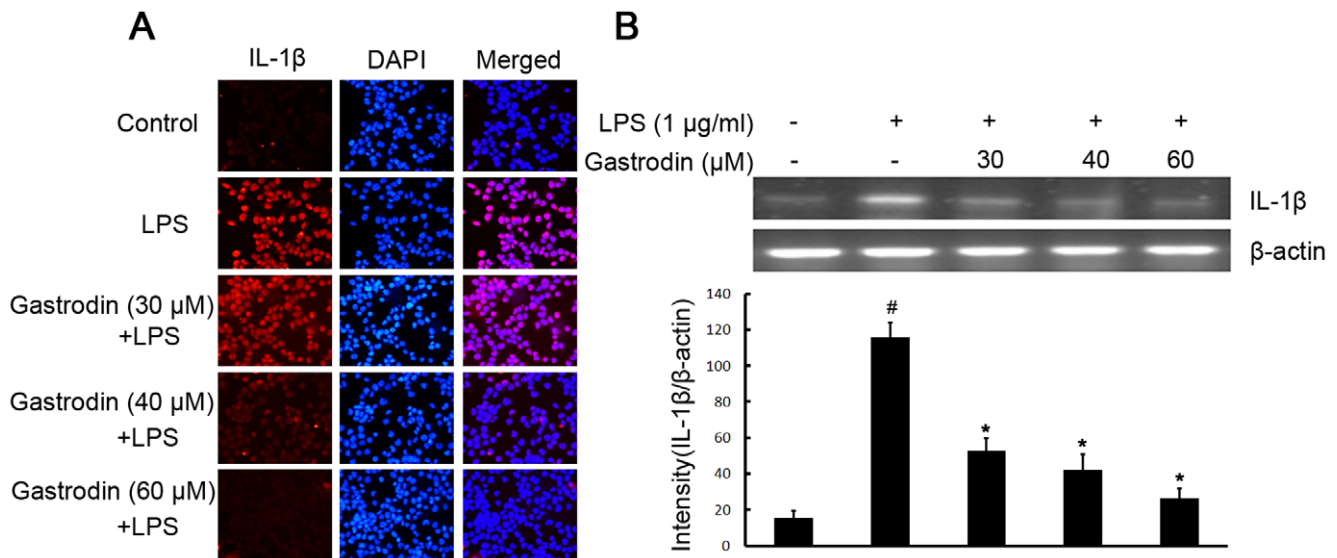 A
IL-1β DAPI Merged
Control
LPS
Gastrodin (30 μM)
+LPS
Gastrodin (40 μM)
+LPS
Gastrodin (60 μM)
+LPS
B
LPS (1 μg/ml) - + + + +
Gastrodin (μM) - - 30 40 60
IL-1β
β-actin
Intensity(IL-1β/β-actin)
140
120
100
80
60
40
20
0
#
*
*
*